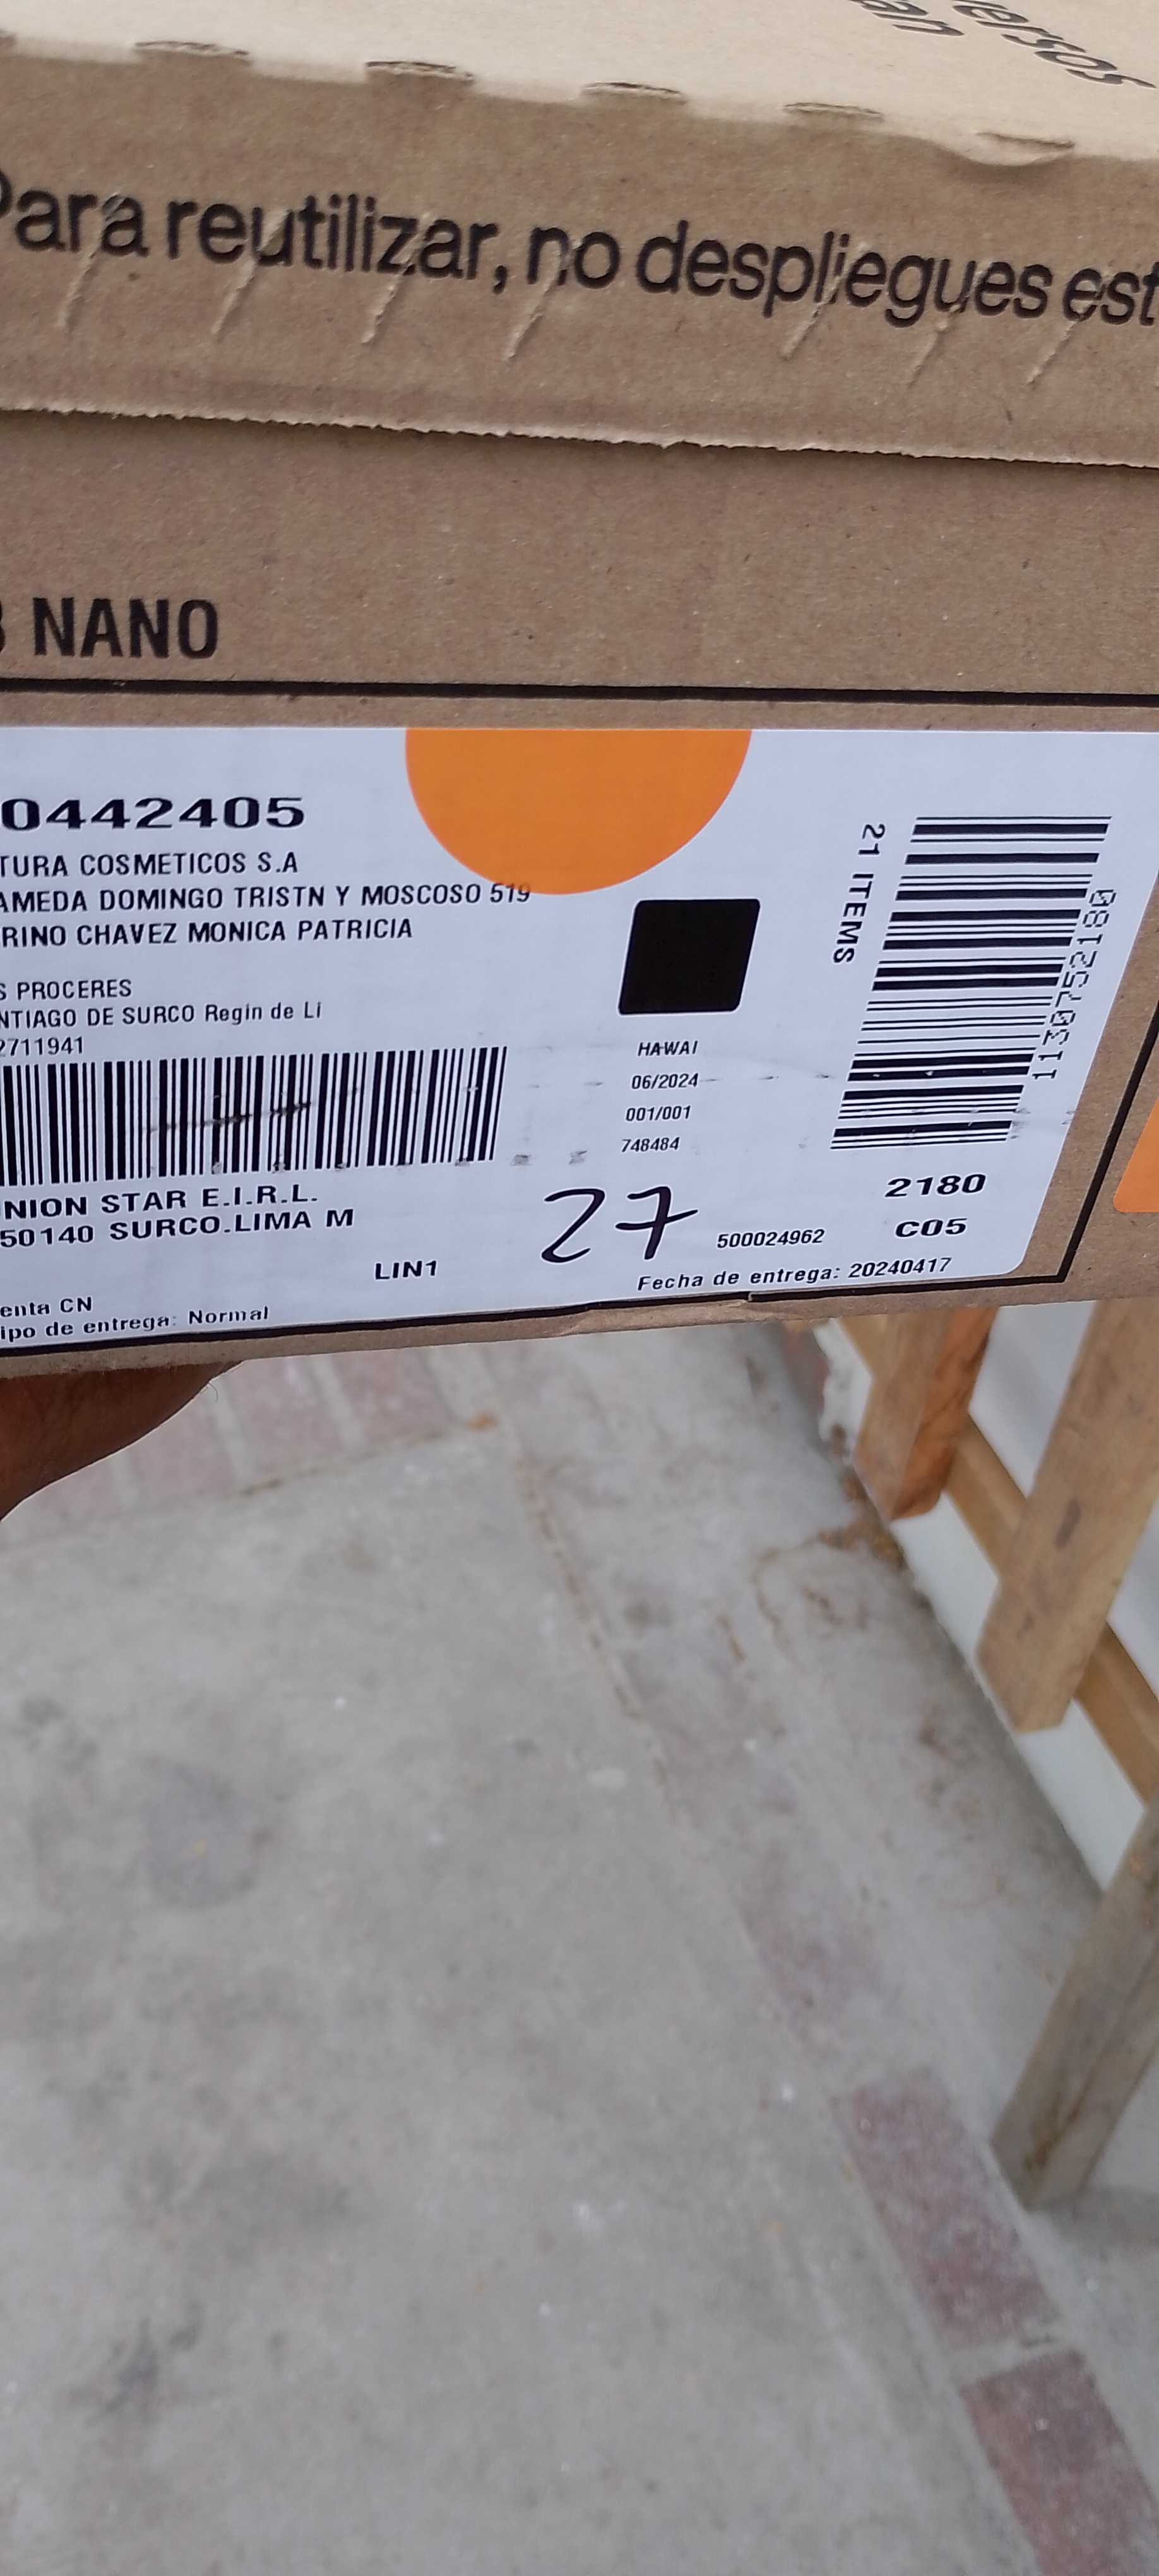 ersos
an
Para reutilizar, no despliegues est
NANO
0442405
TURA COSMETICOS S.A
AMEDA DOMINGO TRISTN Y MOSCOSO 519
RINO CHAVEZ MONICA PATRICIA
S PROCERES
NTIAGO DE SURCO Regin de Li
2711941
NION STAR E.I.R.L.
50140 SURCO.LIMA M
LIN1
enta CN
ipo de entrega: Normal
HAWAI
06/2024
001/001
748484
27
500024962
21 ITEMS
2180
C05
Fecha de entrega: 20240417